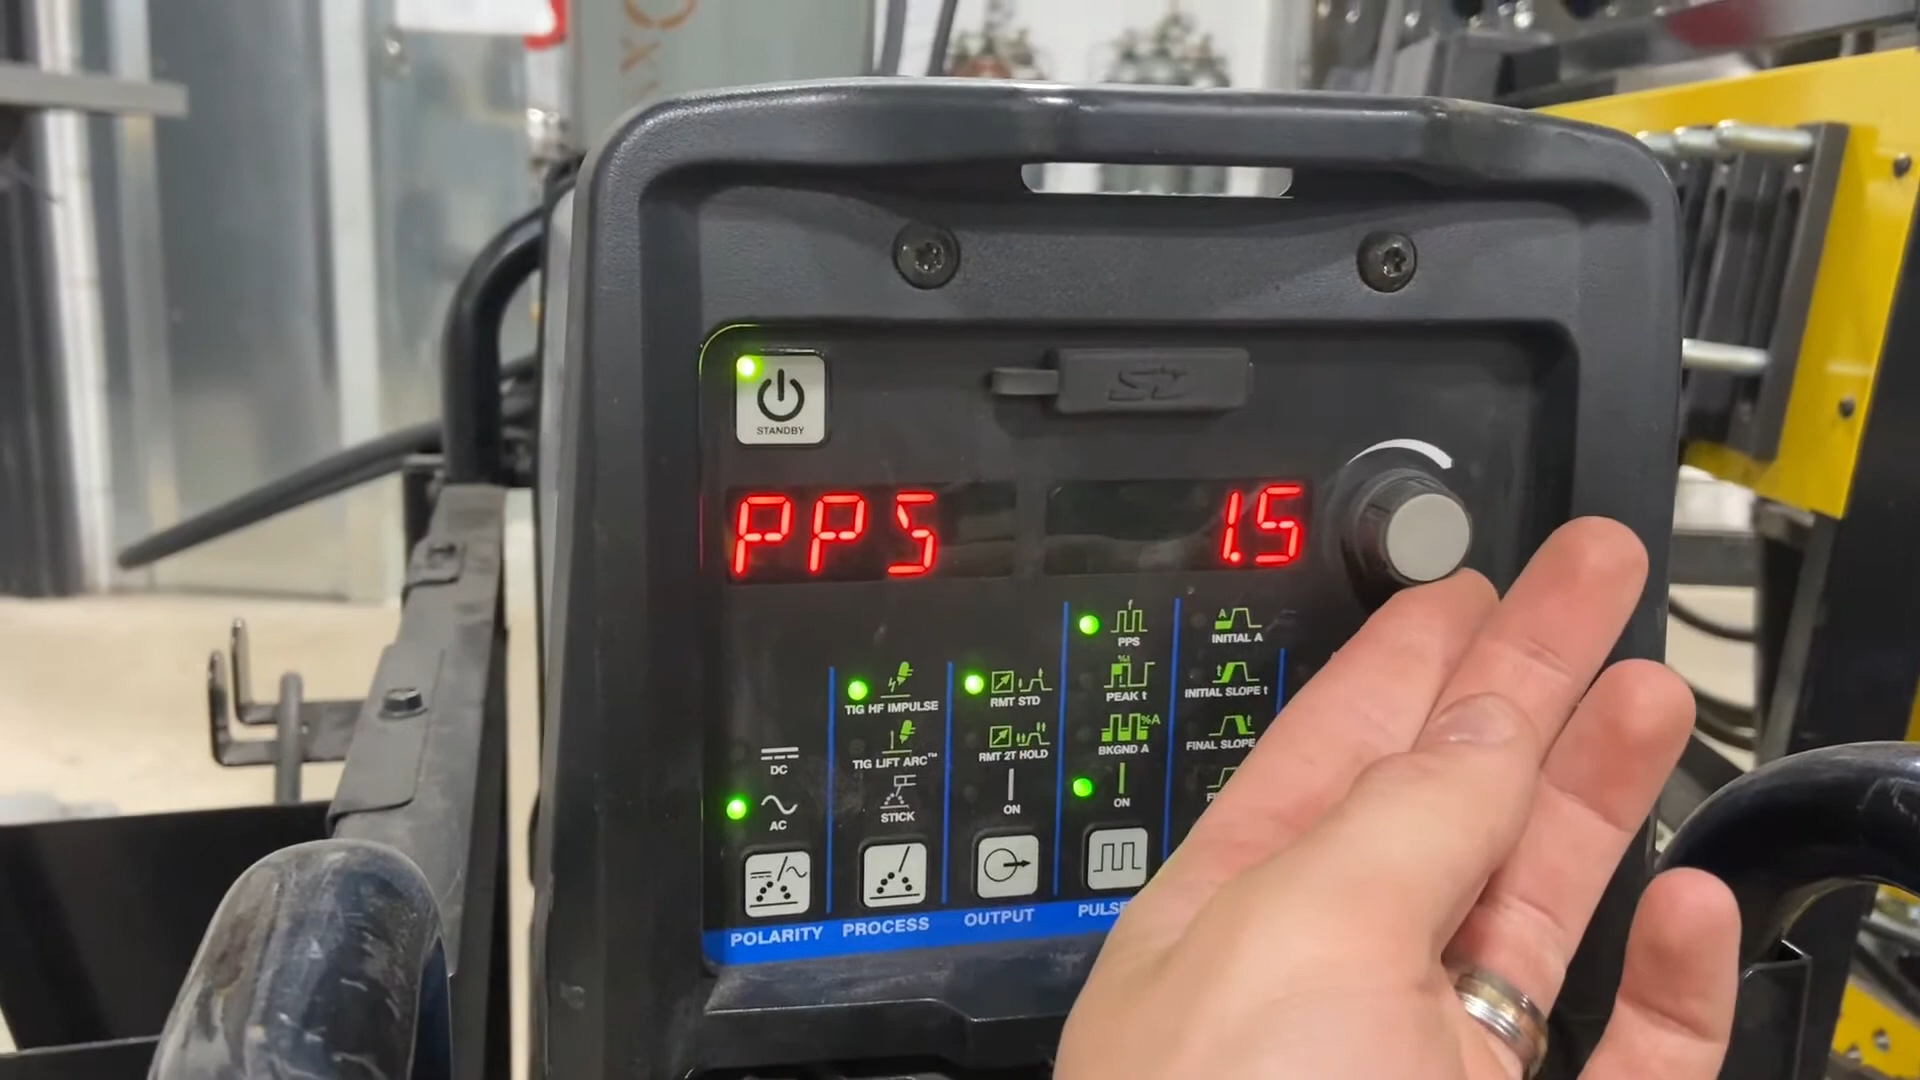 STANDBY
PPS 1.5
PPS
INITIAL A
TIG HF IMPULSE
RMT STD
PEAK t
INITIAL SLOPE t
DC
TIG LIFT ARC™
RMT 2T HOLD
%A
BKGND A
FINAL SLOPE
AC
STICK
ON
ON
POLARITY
PROCESS
OUTPUT
PULSE